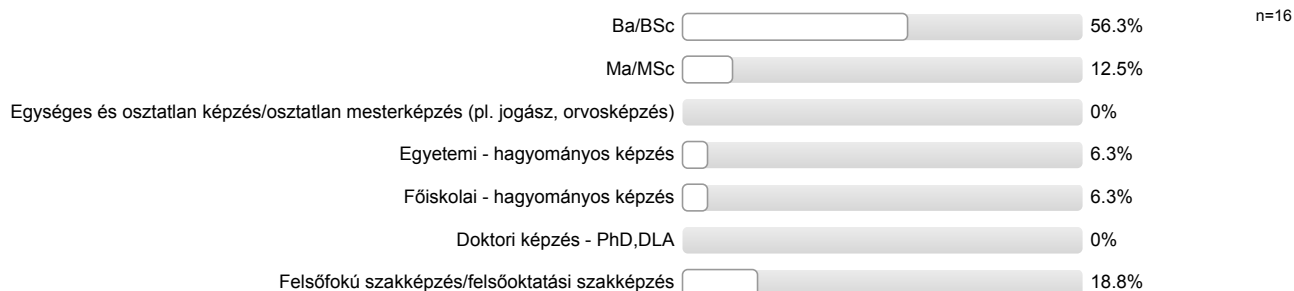 Ba/BSc 56.3% n=16
Ma/MSc 12.5%
Egységes és osztatlan képzés/osztatlan mesterképzés (pl. jogász, orvosképzés) 0%
Egyetemi - hagyományos képzés 6.3%
Főiskolai - hagyományos képzés 6.3%
Doktori képzés - PhD,DLA 0%
Felsőfokú szakképzés/felsőoktatási szakképzés 18.8%